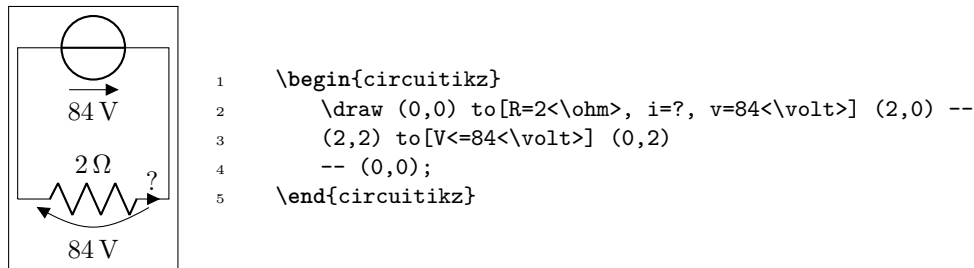 84 V
2 Ω
?
84 V
1 \begin{circuitikz}
2 \draw (0,0) to[R=2<\ohm>, i=?, v=84<\volt>] (2,0) --
3 (2,2) to[V<=84<\volt>] (0,2)
4 -- (0,0);
5 \end{circuitikz}